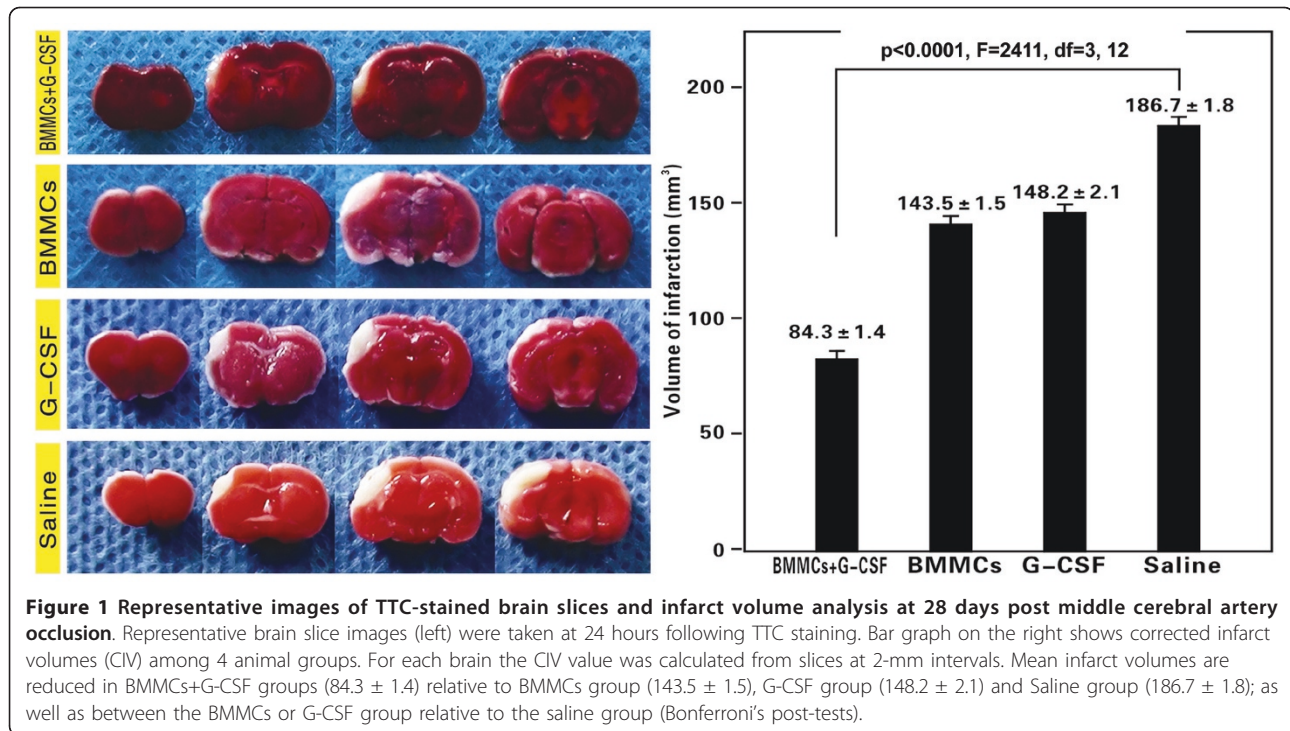 BMMCs+G-CSF
BMMCs
G-CSF
Saline
p<0.0001, F=2411, df=3, 12
Volume of infarction (mm³)
200
150
100
50
0
84.3 ± 1.4
143.5 ± 1.5
148.2 ± 2.1
186.7 ± 1.8
BMMCs+G-CSF BMMCs G-CSF Saline
Figure 1 Representative images of TTC-stained brain slices and infarct volume analysis at 28 days post middle cerebral artery
occlusion. Representative brain slice images (left) were taken at 24 hours following TTC staining. Bar graph on the right shows corrected infarct
volumes (CIV) among 4 animal groups. For each brain the CIV value was calculated from slices at 2-mm intervals. Mean infarct volumes are
reduced in BMMCs+G-CSF groups (84.3 ± 1.4) relative to BMMCs group (143.5 ± 1.5), G-CSF group (148.2 ± 2.1) and Saline group (186.7 ± 1.8); as
well as between the BMMCs or G-CSF group relative to the saline group (Bonferroni's post-tests).